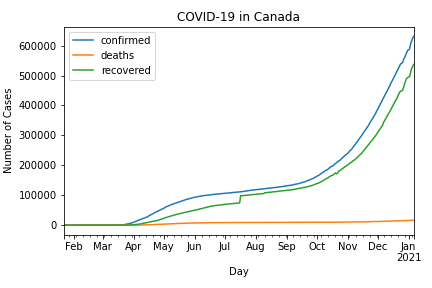 COVID-19 in Canada
confirmed
deaths
recovered
Number of Cases
600000
500000
400000
300000
200000
100000
0
Feb Mar Apr May Jun Jul Aug Sep Oct Nov Dec Jan
2021
Day